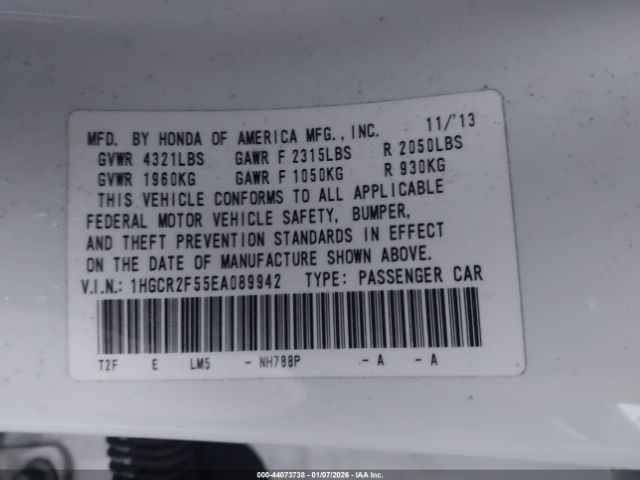 MFD. BY HONDA OF AMERICA MFG., INC. 11/'13
GVWR 4321LBS GAWR F 2315LBS R 2050LBS
GVWR 1960KG GAWR F 1050KG R 930KG
THIS VEHICLE CONFORMS TO ALL APPLICABLE
FEDERAL MOTOR VEHICLE SAFETY, BUMPER,
AND THEFT PREVENTION STANDARDS IN EFFECT
ON THE DATE OF MANUFACTURE SHOWN ABOVE.
V.I.N.: 1HGCR2F55EA089942 TYPE: PASSENGER CAR
T2F E LM5 - NH788P - A - A
000-44073738 - 01/07/2026 - IAA Inc.